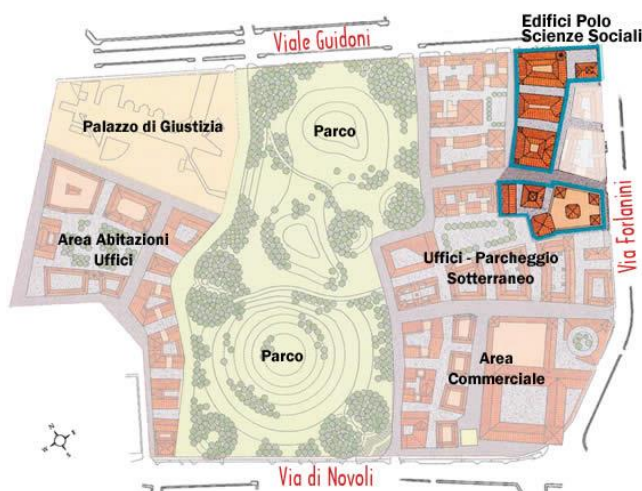 Edifici Polo
Scienze Sociali
Viale Guidoni
Palazzo di Giustizia
Parco
Via Forlanini
Area Abitazioni
Uffici
Uffici - Parcheggio
Sotterraneo
Parco
Area
Commerciale
N
E
S
W
Via di Novoli